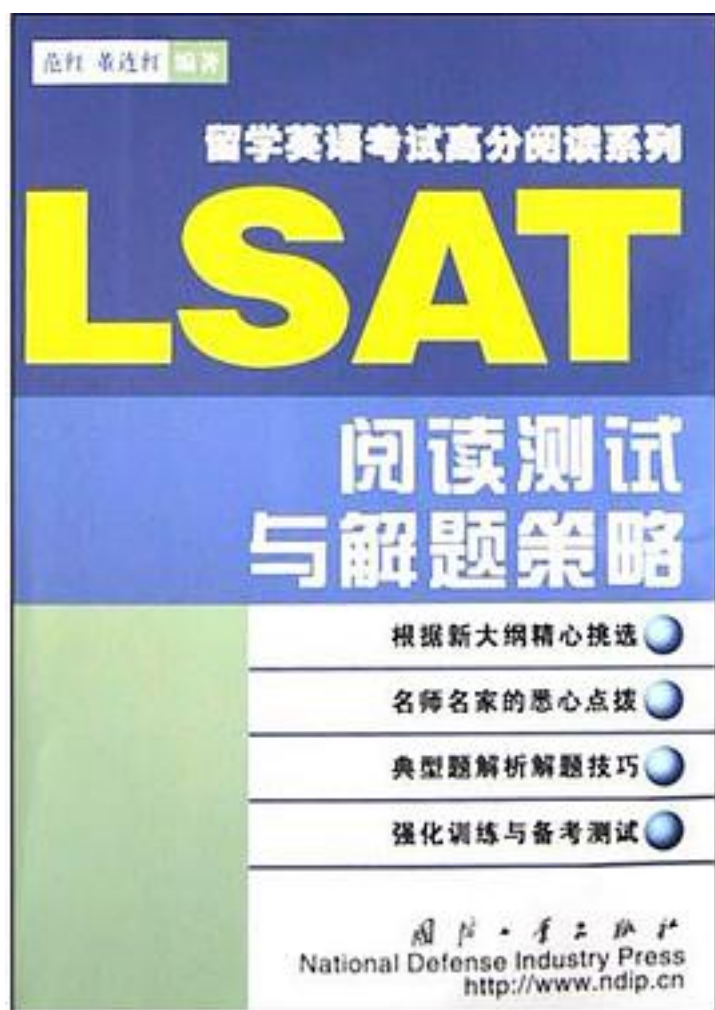 范红 董连红 编著
留学英语考试高分阅读系列
LSAT
阅读测试
与解题策略
根据新大纲精心挑选
名师名家的悉心点拨
典型题解析解题技巧
强化训练与备考测试
国防工业出版社
National Defense Industry Press
http://www.ndip.cn